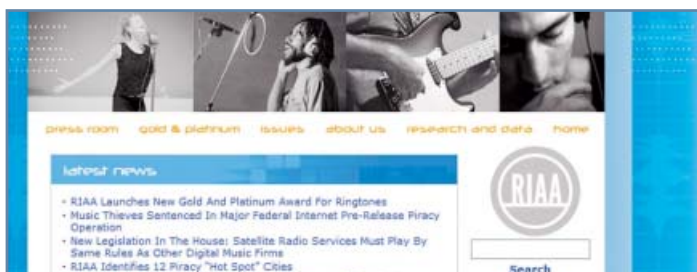 press room gold & platinum issues about us research and data home
latest news
• RIAA Launches New Gold And Platinum Award For Ringtones
• Music Thieves Sentenced In Major Federal Internet Pre-Release Piracy
Operation
• New Legislation In The House: Satellite Radio Services Must Play By
Same Rules As Other Digital Music Firms
• RIAA Identifies 12 Piracy "Hot Spot" Cities
RIAA
Search